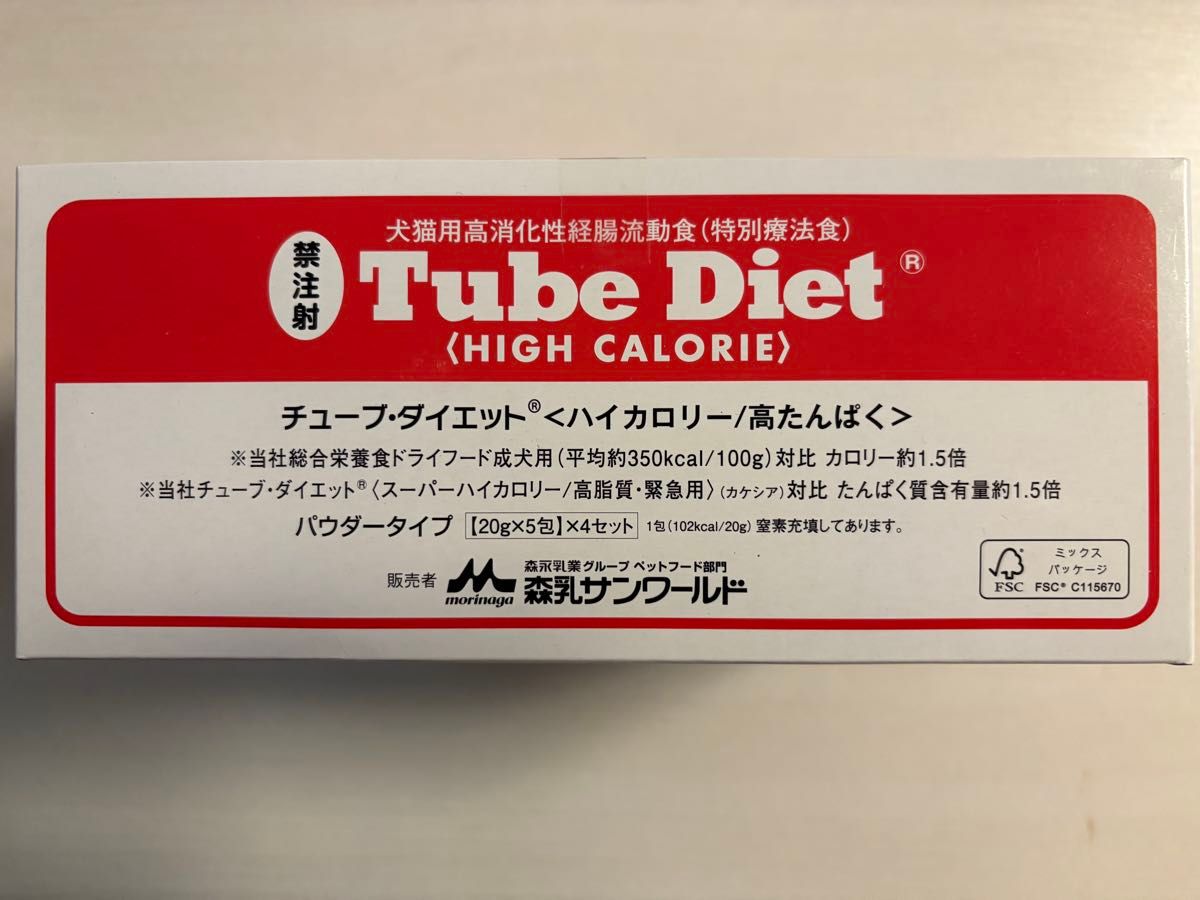 犬猫用高消化性経腸流動食(特別療法食)
禁注射
Tube Diet®
〈HIGH CALORIE〉
チューブ・ダイエット®<ハイカロリー/高たんぱく>
※当社総合栄養食ドライフード成犬用(平均約350kcal/100g)対比 カロリー約1.5倍
※当社チューブ・ダイエット®〈スーパーハイカロリー/高脂質・緊急用〉(カケシア)対比 たんぱく質含有量約1.5倍
パウダータイプ 【20g×5包】×4セット 1包(102kcal/20g)窒素充填してあります。
販売者 morinaga 森永乳業グループ ペットフード部門
森乳サンワールド
FSC ミックス
パッケージ
FSC® C115670